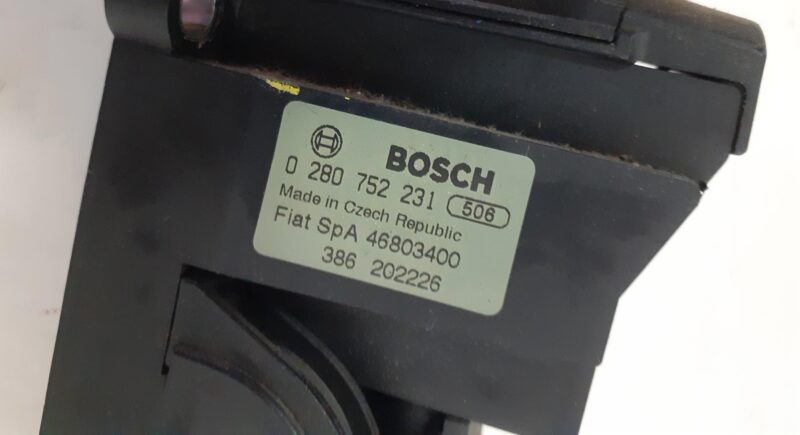 BOSCH
0 280 752 231 506
Made in Czech Republic
Fiat SpA 46803400
386 202226